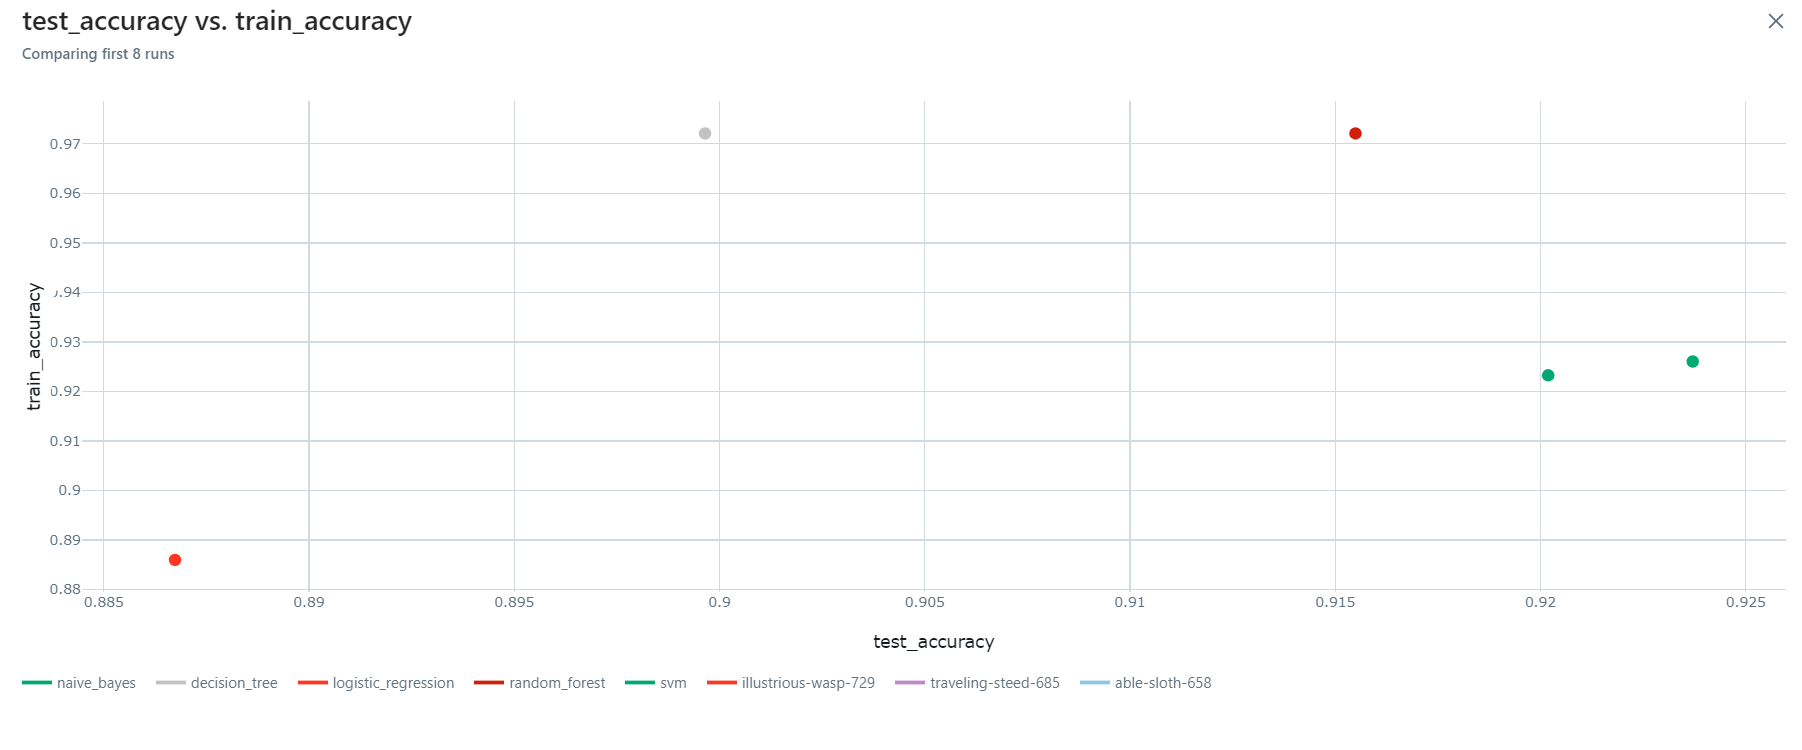 test_accuracy vs. train_accuracy
Comparing first 8 runs
0.97
0.96
0.95
.94
0.93
0.92
0.91
0.9
0.89
0.88
train_accuracy
0.885 0.89 0.895 0.9 0.905 0.91 0.915 0.92 0.925
test_accuracy
naive_bayes decision_tree logistic_regression random_forest svm illustrious-wasp-729 traveling-steed-685 able-sloth-658